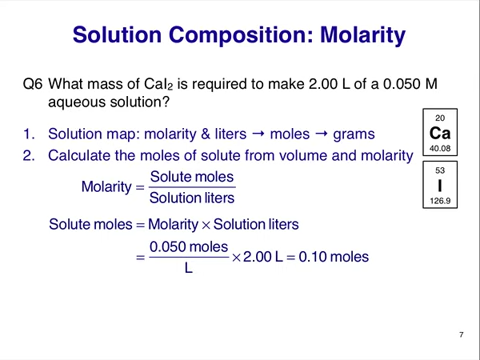 Solution Composition: Molarity
Q6 What mass of CaI₂ is required to make 2.00 L of a 0.050 M
aqueous solution?
1. Solution map: molarity & liters → moles → grams
2. Calculate the moles of solute from volume and molarity
20
Ca
40.08
53
I
126.9
Molarity = Solute moles / Solution liters
Solute moles = Molarity × Solution liters
= 0.050 moles / L × 2.00 L = 0.10 moles
7